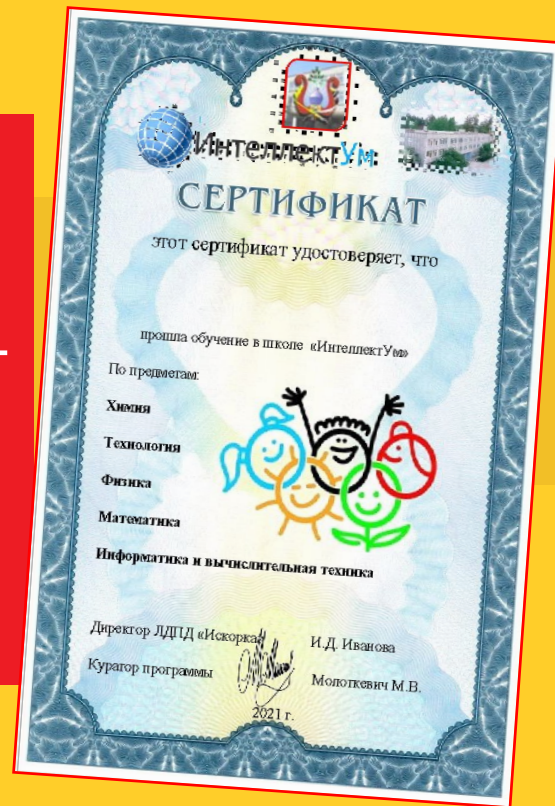 ИнтеллектУм
СЕРТИФИКАТ
этот сертификат удостоверяет, что
прошла обучение в школе «ИнтеллектУм»
По предметам:
Химия
Технология
Физика
Математика
Информатика и вычислительная техника
Директор ЛДПД «Искорка» И.Д. Иванова
Куратор программы Молоткевич М.В.
2021 г.